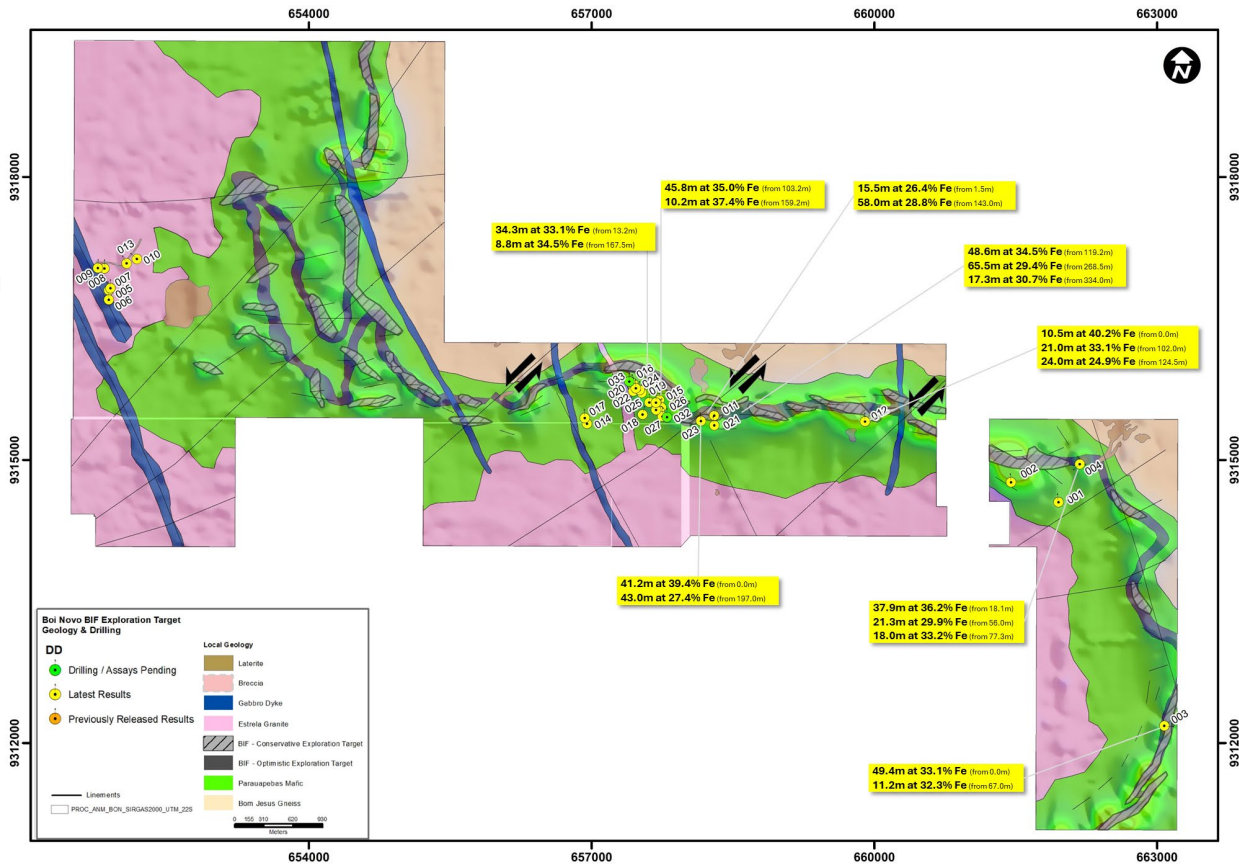 654000
657000
660000
663000
N
9318000
9318000
45.8m at 35.0% Fe (from 103.2m)
10.2m at 37.4% Fe (from 159.2m)
15.5m at 26.4% Fe (from 1.5m)
58.0m at 28.8% Fe (from 143.0m)
34.3m at 33.1% Fe (from 13.2m)
8.8m at 34.5% Fe (from 167.5m)
48.6m at 34.5% Fe (from 119.2m)
65.5m at 29.4% Fe (from 268.5m)
17.3m at 30.7% Fe (from 334.0m)
013
010
009
008
007
005
006
10.5m at 40.2% Fe (from 0.0m)
21.0m at 33.1% Fe (from 102.0m)
24.0m at 24.9% Fe (from 124.5m)
033
016
020
024
022
019
015
025
026
017
014
018
027
032
023
011
021
012
9315000
9315000
002
004
001
41.2m at 39.4% Fe (from 0.0m)
43.0m at 27.4% Fe (from 197.0m)
37.9m at 36.2% Fe (from 18.1m)
21.3m at 29.9% Fe (from 56.0m)
18.0m at 33.2% Fe (from 77.3m)
003
9312000
9312000
49.4m at 33.1% Fe (from 0.0m)
11.2m at 32.3% Fe (from 67.0m)
Boi Novo BIF Exploration Target
Geology & Drilling
DD
Drilling / Assays Pending
Latest Results
Previously Released Results
Linements
PROC_ANM_BON_SIRGAS2000_UTM_22S
Local Geology
Laterite
Breccia
Gabbro Dyke
Estrela Granite
BIF - Conservative Exploration Target
BIF - Optimistic Exploration Target
Parauapebas Mafic
Bom Jesus Gneiss
0 155 310 620 930
Meters
654000
657000
660000
663000